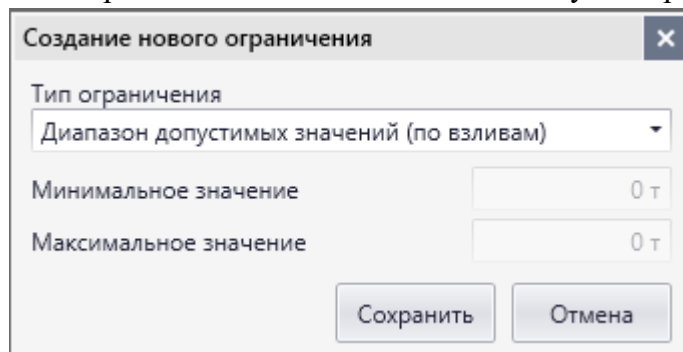 Создание нового ограничения
Тип ограничения
Диапазон допустимых значений (по взливам)
Минимальное значение 0 т
Максимальное значение 0 т
Сохранить Отмена